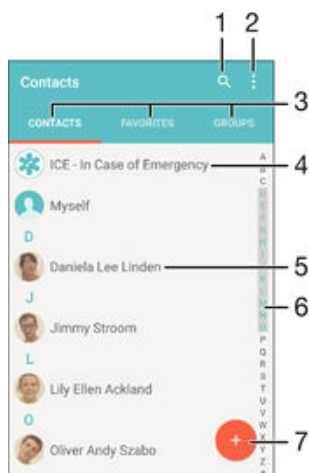 1 2
Contacts
3
CONTACTS FAVORITES GROUPS
ICE - In Case of Emergency
4
Myself
D
Daniela Lee Linden
5
J
6
Jimmy Stroom
L
Lily Ellen Ackland
O
Oliver Andy Szabo
+
7
A
B
C
L
M
N
O
P
Q
R
S
T
U
V
W
X
Y
Z